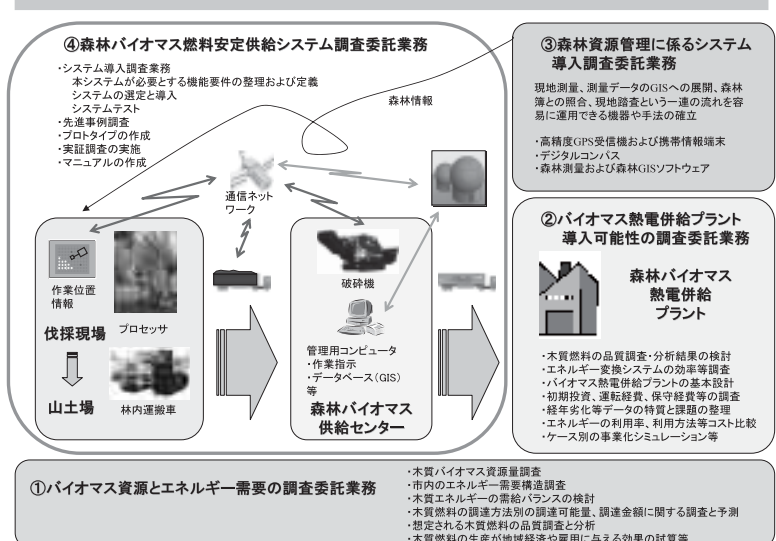 ④森林バイオマス燃料安定供給システム調査委託業務
・システム導入調査業務
本システムが必要とする機能要件の整理および定義
システムの選定と導入
システムテスト
・先進事例調査
・プロトタイプの作成
・実証調査の実施
・マニュアルの作成
森林情報
通信ネット
ワーク
作業位置
情報
プロセッサ
伐採現場
山土場
林内運搬車
破砕機
管理用コンピュータ
・作業指示
・データベース(GIS)
等
森林バイオマス
供給センター
③森林資源管理に係るシステム
導入調査委託業務
現地測量、測量データのGISへの展開、森林
簿との照合、現地踏査という一連の流れを容
易に運用できる機器や手法の確立
・高精度GPS受信機および携帯情報端末
・デジタルコンパス
・森林測量および森林GISソフトウェア
②バイオマス熱電併給プラント
導入可能性の調査委託業務
森林バイオマス
熱電併給
プラント
・木質燃料の品質調査・分析結果の検討
・エネルギー変換システムの効率等調査
・バイオマス熱電併給プラントの基本設計
・初期投資、運転経費、保守経費等の調査
・経年劣化等データの特質と課題の整理
・エネルギーの利用率、利用方法等コスト比較
・ケース別の事業化シミュレーション等
①バイオマス資源とエネルギー需要の調査委託業務
・木質バイオマス資源量調査
・市内のエネルギー需要構造調査
・木質エネルギーの需給バランスの検討
・木質燃料の調達方法別の調達可能量、調達金額に関する調査と予測
・想定される木質燃料の品質調査と分析
・木質燃料の生産が地域経済や雇用に与える効果の試算等